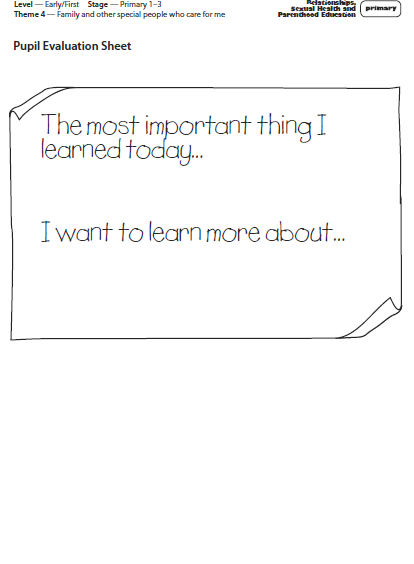 Level — Early/First Stage — Primary 1–3
Theme 4 — Family and other special people who care for me
Relationships,
Sexual Health and
Parenthood Education
primary
Pupil Evaluation Sheet
The most important thing I
learned today...
I want to learn more about...